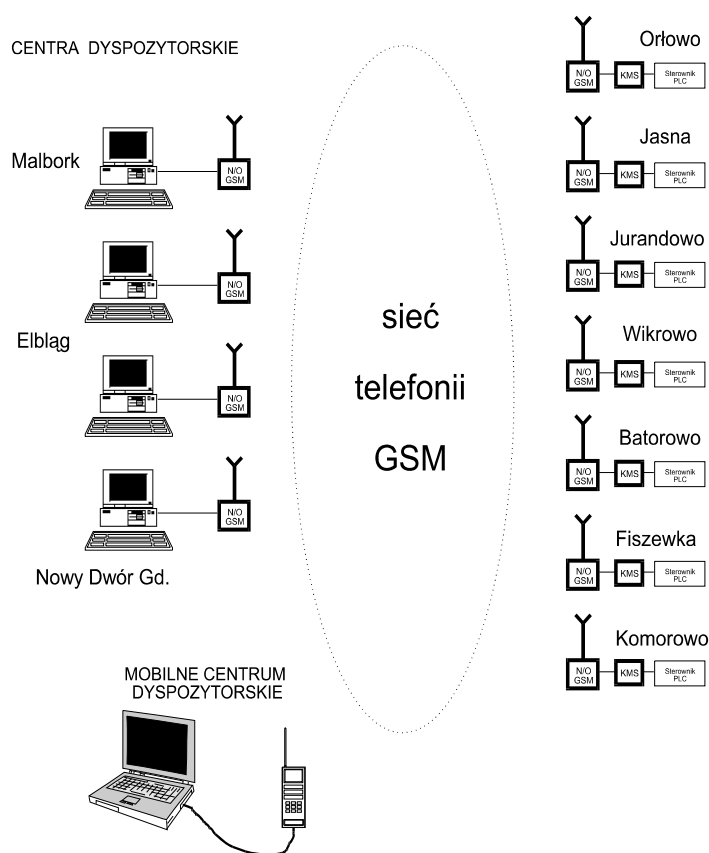 CENTRA DYSPOZYTORSKIE
Malbork
N/O
GSM
N/O
GSM
Elbląg
N/O
GSM
N/O
GSM
Nowy Dwór Gd.
MOBILNE CENTRUM
DYSPOZYTORSKIE
sieć
telefonii
GSM
Orłowo
N/O
GSM
KMS
Sterownik
PLC
Jasna
N/O
GSM
KMS
Sterownik
PLC
Jurandowo
N/O
GSM
KMS
Sterownik
PLC
Wikrowo
N/O
GSM
KMS
Sterownik
PLC
Batorowo
N/O
GSM
KMS
Sterownik
PLC
Fiszewka
N/O
GSM
KMS
Sterownik
PLC
Komorowo
N/O
GSM
KMS
Sterownik
PLC